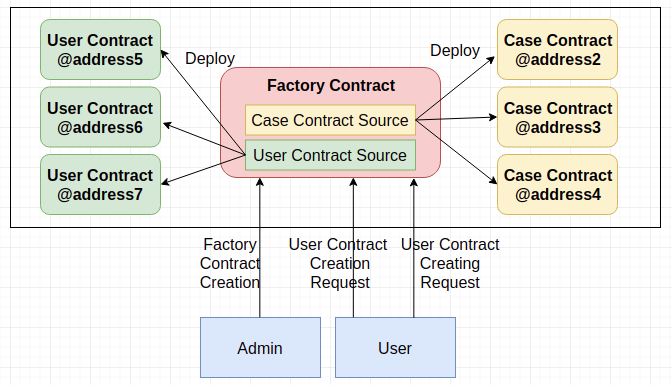 User Contract
@address5
User Contract
@address6
User Contract
@address7
Deploy
Factory Contract
Case Contract Source
User Contract Source
Deploy
Case Contract
@address2
Case Contract
@address3
Case Contract
@address4
Factory
Contract
Creation
User Contract
Creation
Request
User Contract
Creating
Request
Admin
User